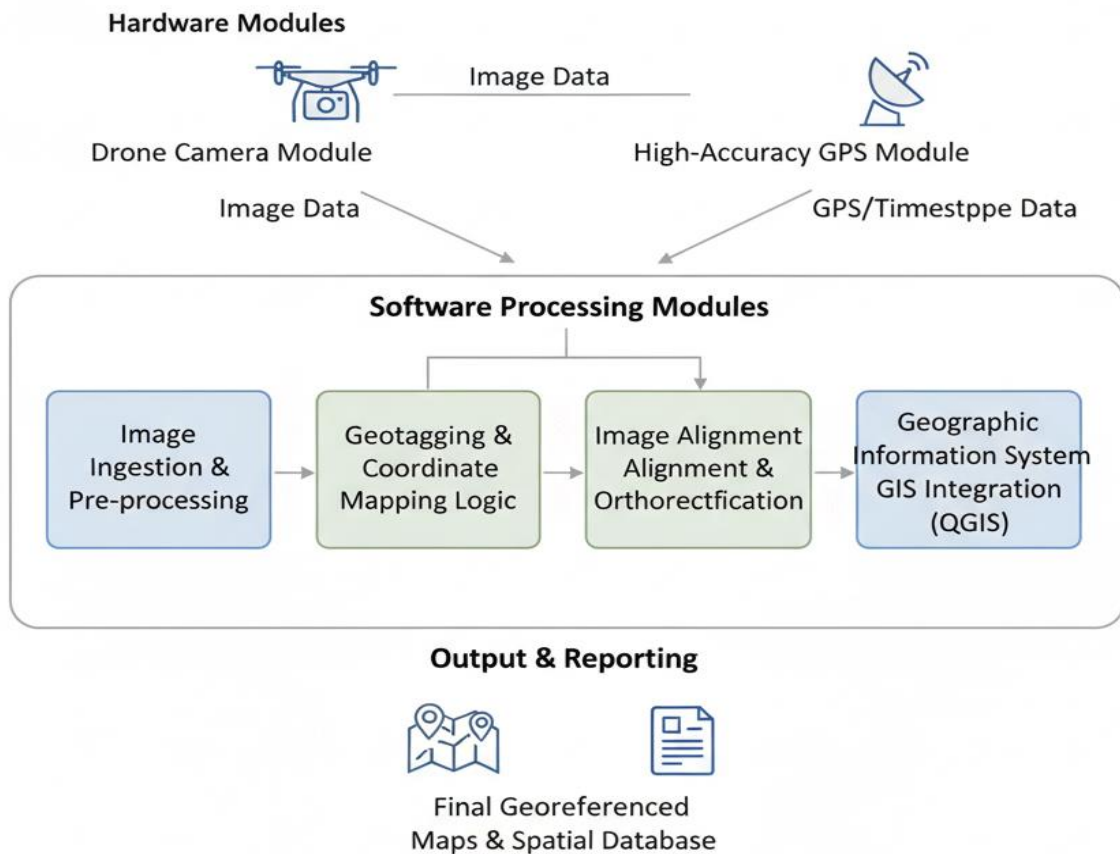 Hardware Modules
Image Data
Drone Camera Module
High-Accuracy GPS Module
Image Data
GPS/Timmestppe Data
Software Processing Modules
Image
Ingestion &
Pre-processing
Geotagging &
Coordinate
Mapping Logic
Image Alignment
Alignment &
Orthorectfication
Geographic
Information System
GIS Integration
(QGIS)
Output & Reporting
Final Georeferenced
Maps & Spatial Database